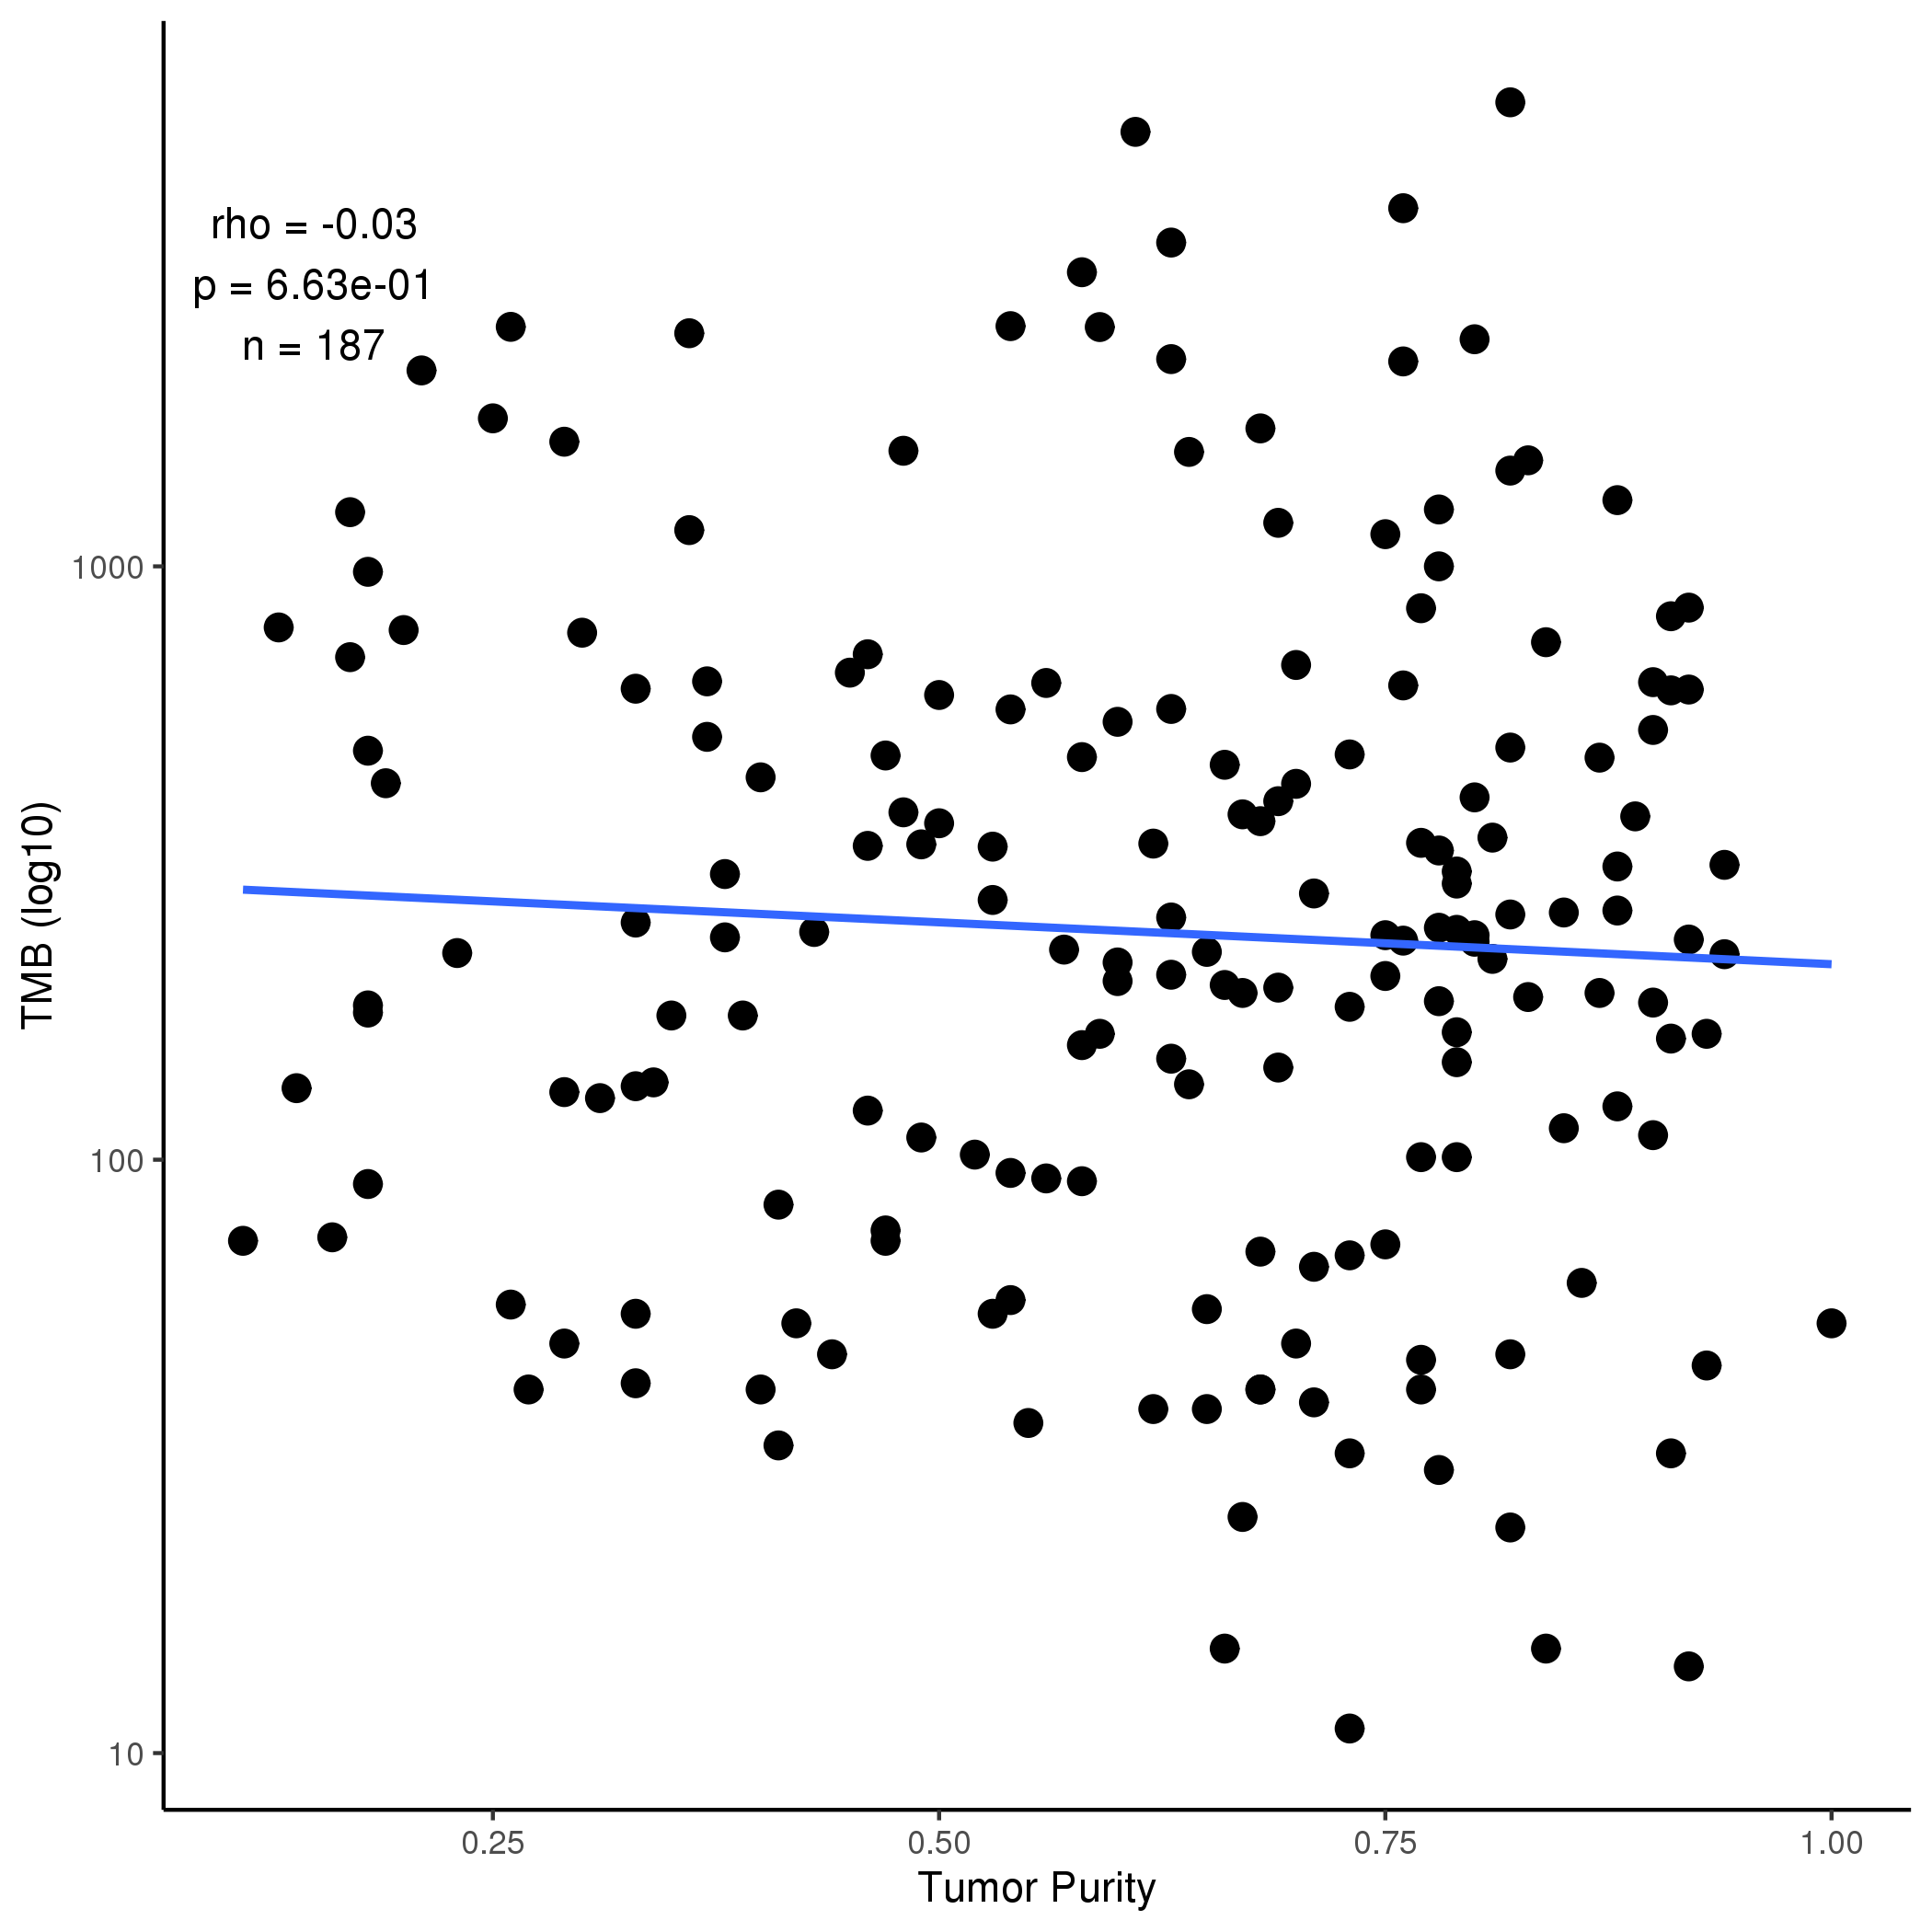 rho = -0.03
p = 6.63e-01
n = 187
TMB (log10)
1000
100
10
0.25
0.50
0.75
1.00
Tumor Purity